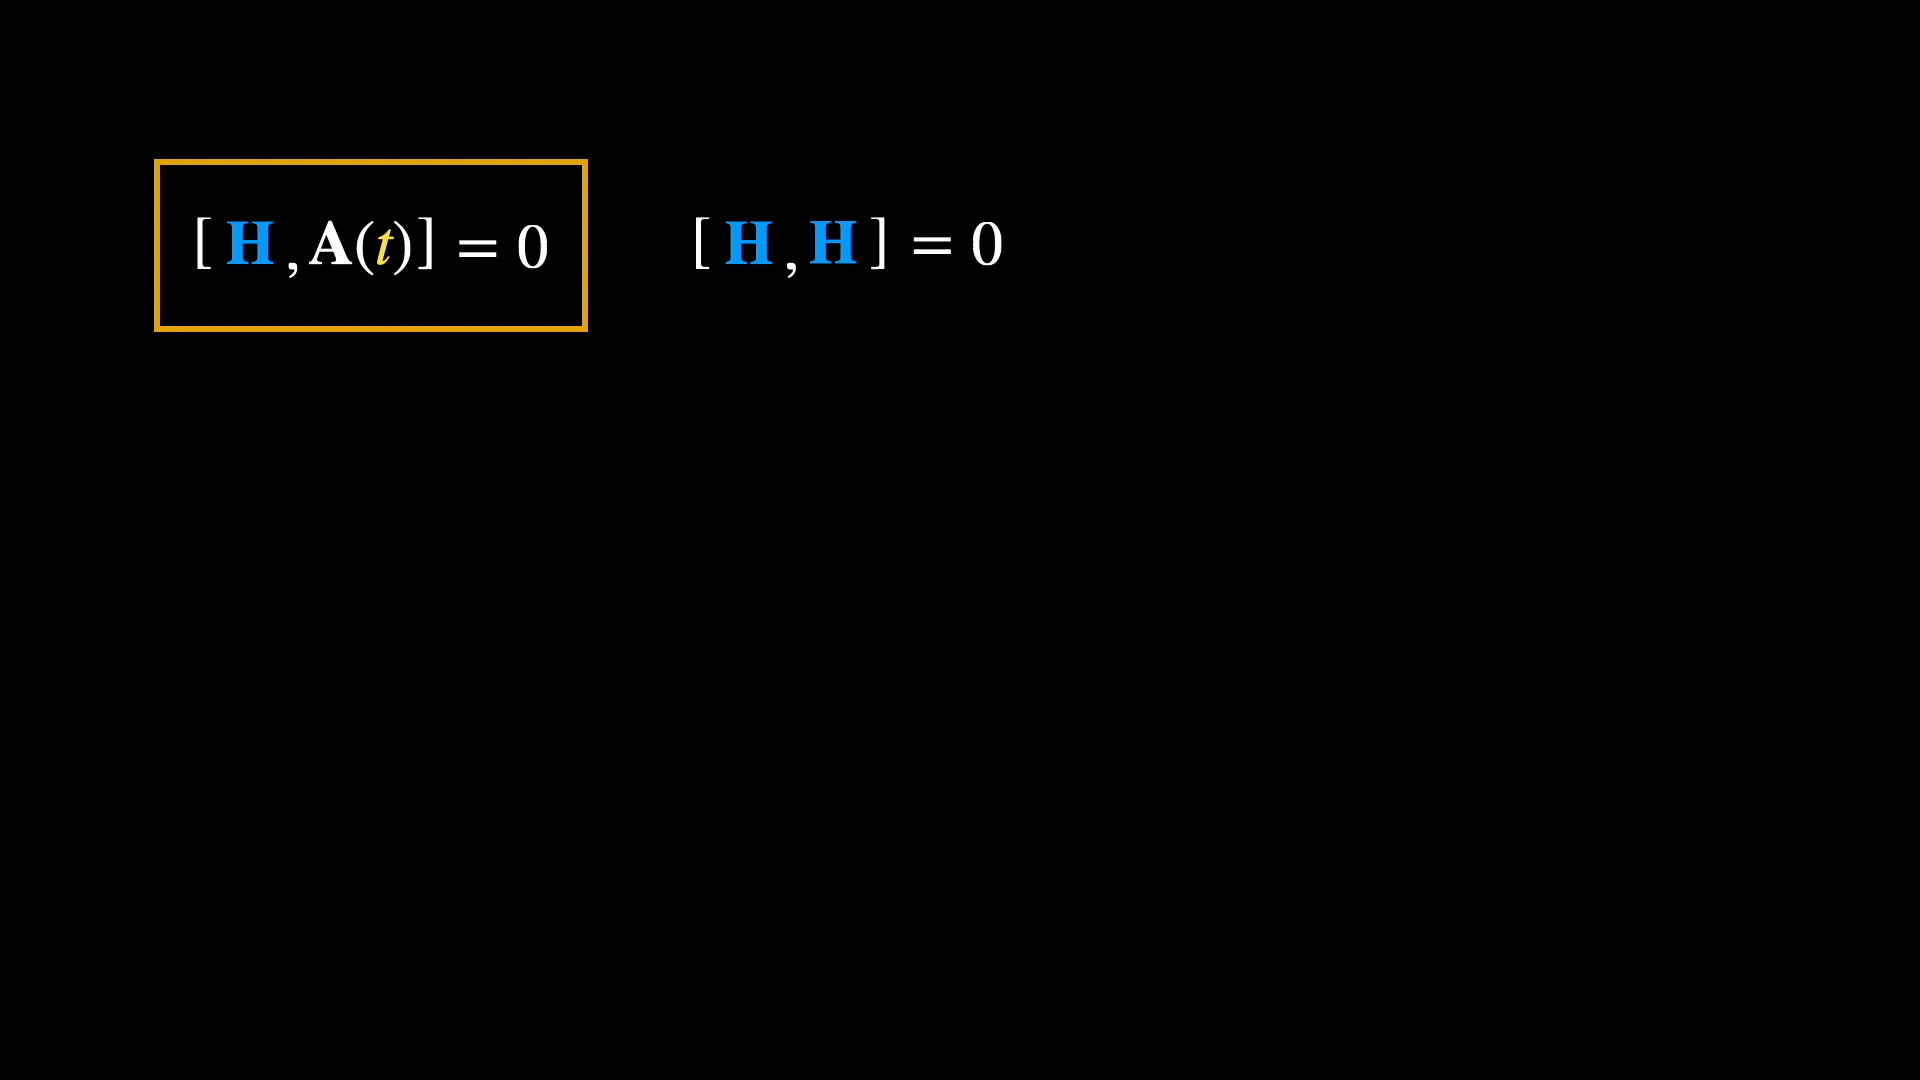 [ H , A(t)] = 0 [ H , H ] = 0